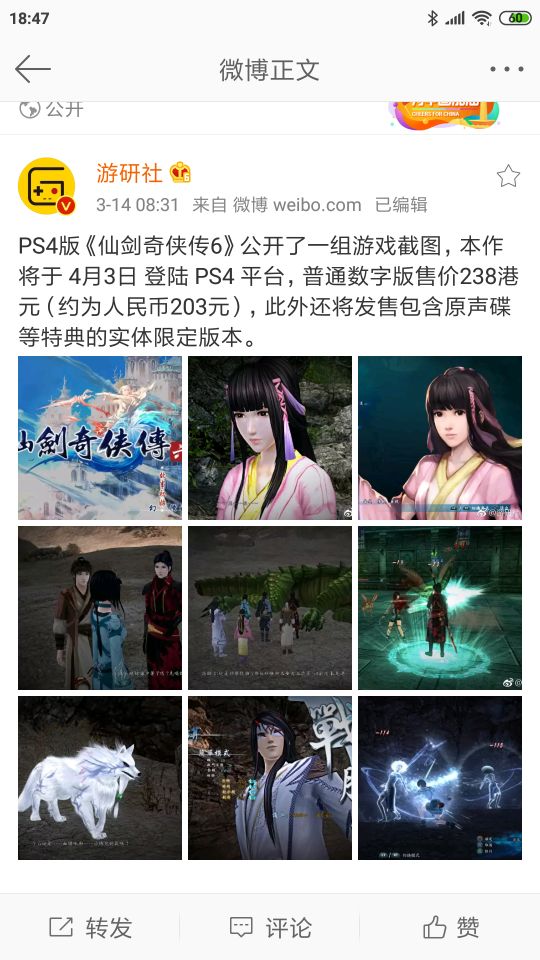 18:47
60
微博正文
公开
CHEERS FOR CHINA
游研社
3-14 08:31 来自 微博 weibo.com 已编辑
PS4版《仙剑奇侠传6》公开了一组游戏截图，本作
将于 4月3日 登陆 PS4 平台，普通数字版售价238港
元（约为人民币203元），此外还将发售包含原声碟
等特典的实体限定版本。
仙劍奇俠傳六
戰
转发
评论
赞